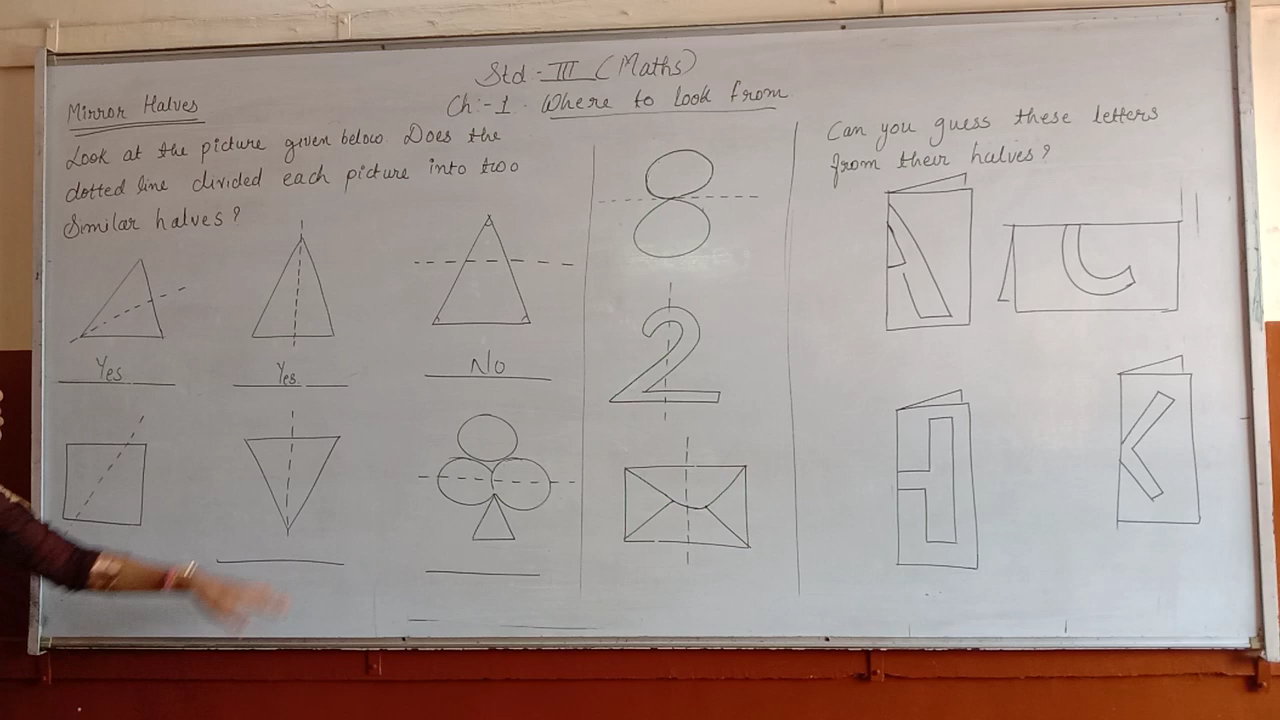 Std:- III (Maths)
Ch:-1. Where to Look from
Mirror Halves
Look at the picture given below. Does the
dotted line divided each picture into two
Similar halves?
Yes
Yes
No
8
2
Can you guess these letters
from their halves?